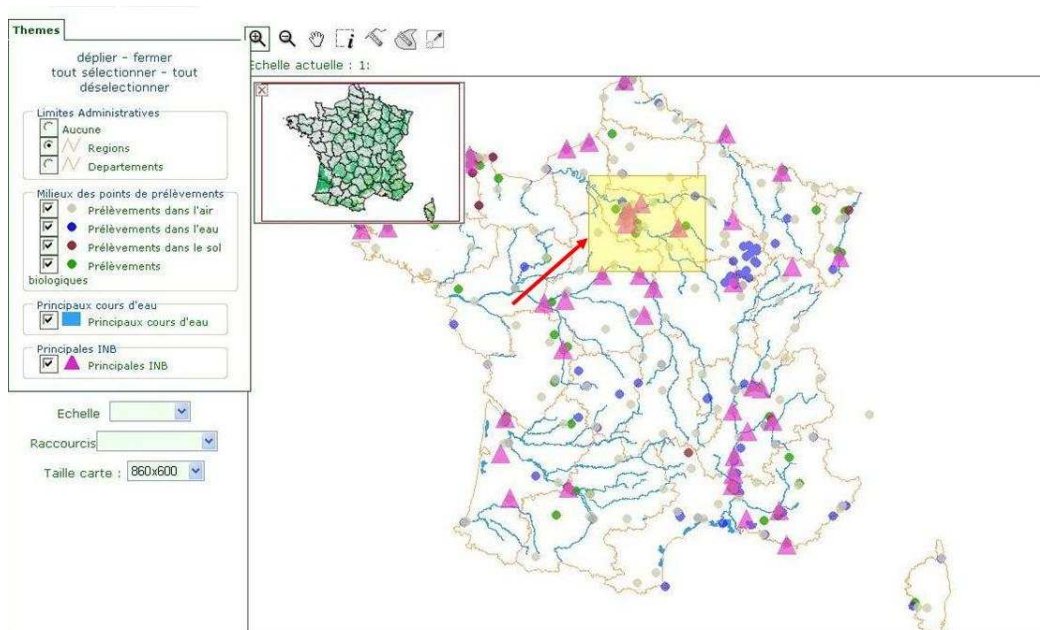 Themes
déplier - fermer
tout sélectionner - tout
déselectionner
Echelle actuelle : 1:
Limites Administratives
Aucune
Regions
Departements
Milieux des points de prélèvements
Prélèvements dans l'air
Prélèvements dans l'eau
Prélèvements dans le sol
Prélèvements
biologiques
Principaux cours d'eau
Principaux cours d'eau
Principales INB
Principales INB
Echelle
Raccourcis
Taille carte : 860x600